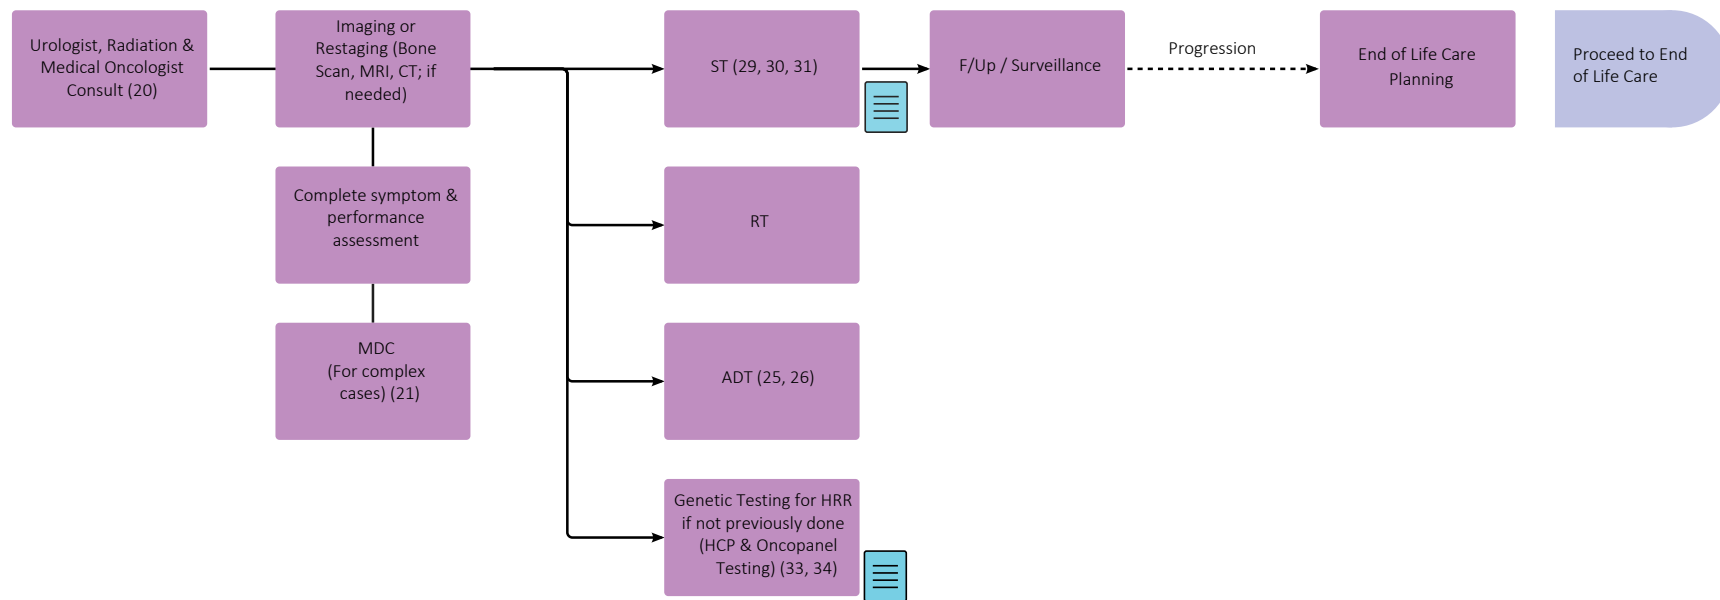 Urologist, Radiation &
Medical Oncologist
Consult (20)
Imaging or
Restaging (Bone
Scan, MRI, CT; if
needed)
ST (29, 30, 31)
F/Up / Surveillance
Progression
End of Life Care
Planning
Proceed to End
of Life Care
Complete symptom &
performance
assessment
RT
MDC
(For complex
cases) (21)
ADT (25, 26)
Genetic Testing for HRR
if not previously done
(HCP & Oncopanel
Testing) (33, 34)